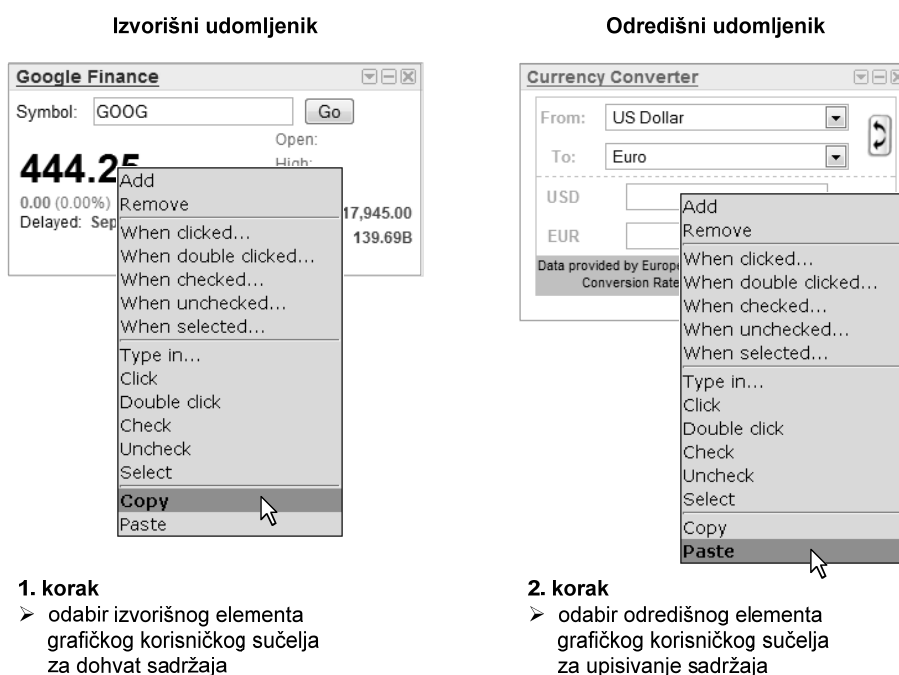 Izvorišni udomljenik
Google Finance
Symbol: GOOG Go
Open:
High:
444.25
0.00 (0.00%)
17,945.00
Delayed: Sep
139.69B
Add
Remove
When clicked...
When double clicked...
When checked...
When unchecked...
When selected...
Type in...
Click
Double click
Check
Uncheck
Select
Copy
Paste
1. korak
➢ odabir izvorišnog elementa
grafičkog korisničkog sučelja
za dohvat sadržaja
Odredišni udomljenik
Currency Converter
From: US Dollar
To: Euro
USD
EUR
Data provided by Europe
Conversion Rate
Add
Remove
When clicked...
When double clicked...
When checked...
When unchecked...
When selected...
Type in...
Click
Double click
Check
Uncheck
Select
Copy
Paste
2. korak
➢ odabir odredišnog elementa
grafičkog korisničkog sučelja
za upisivanje sadržaja